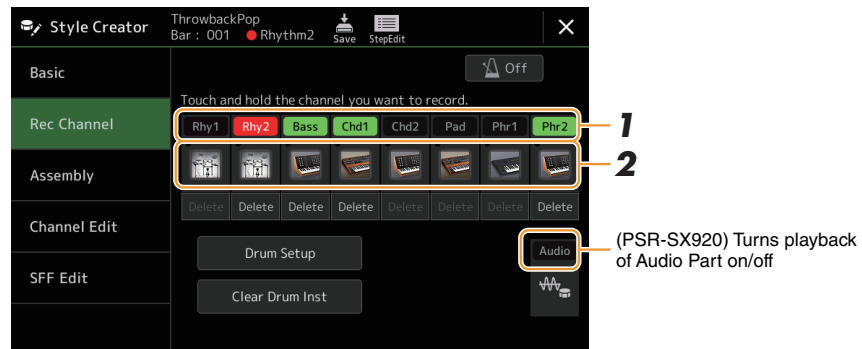 Style Creator
ThrowbackPop
Bar : 001 Rhythm2
Save StepEdit
Basic
Off
Touch and hold the channel you want to record.
Rec Channel
Rhy1 Rhy2 Bass Chd1 Chd2 Pad Phr1 Phr2
1
2
Assembly
Delete Delete Delete Delete Delete Delete Delete Delete
Channel Edit
Drum Setup
Audio
(PSR-SX920) Turns playback
of Audio Part on/off
SFF Edit
Clear Drum Inst